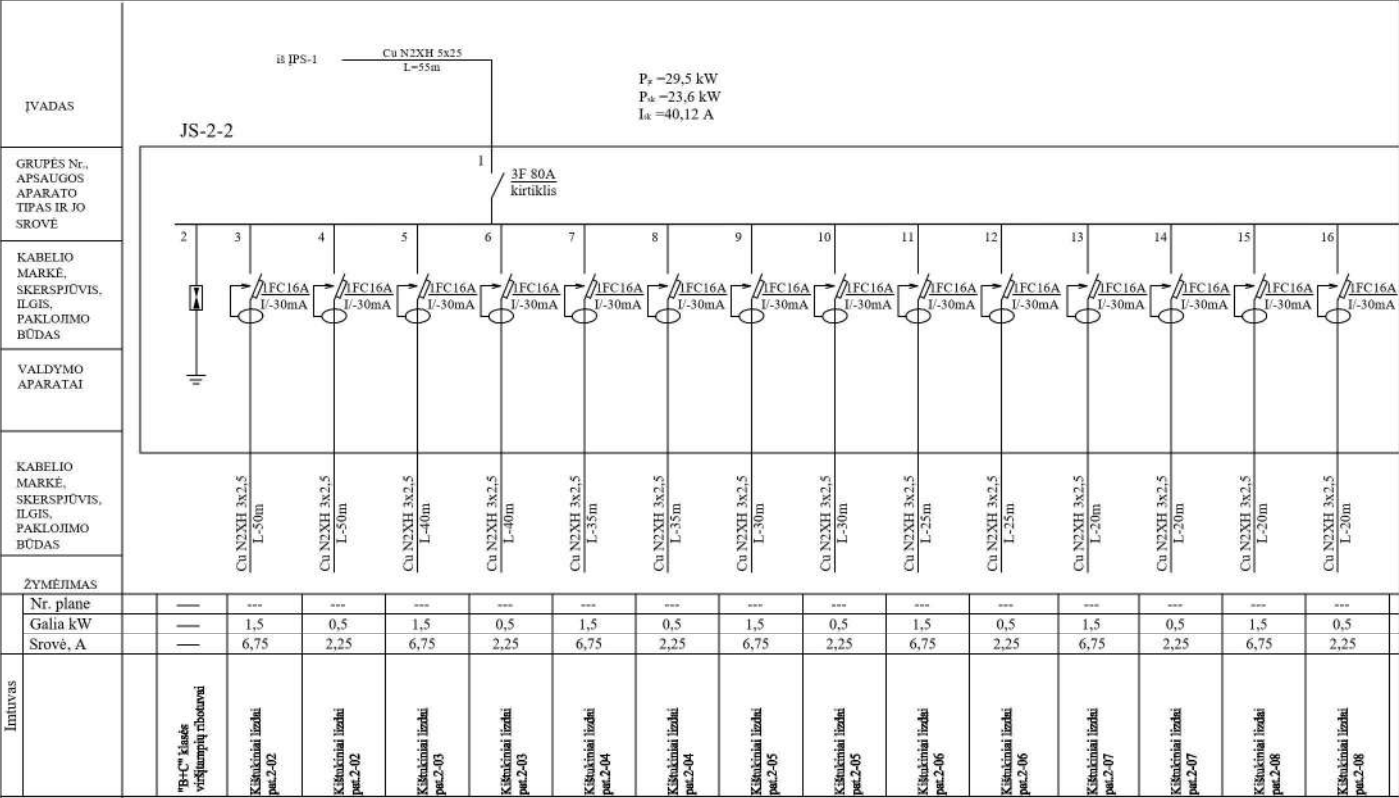 iš ĮPS-1
Cu N2XH 5x25
L=55m
P =29,5 kW
P =23,6 kW
I =40,12 A
ĮVADAS
JS-2-2
GRUPĖS Nr.,
APSAUGOS
APARATO
TIPAS IR JO
SROVĖ
1
3F 80A
kirtiklis
2 3 4 5 6 7 8 9 10 11 12 13 14 15 16
KABELIO
MARKĖ,
SKERSPJŪVIS,
ILGIS,
PAKLOJIMO
BŪDAS
1FC16A 1FC16A 1FC16A 1FC16A 1FC16A 1FC16A 1FC16A 1FC16A 1FC16A 1FC16A 1FC16A 1FC16A 1FC16A 1FC16A
I/-30mA I/-30mA I/-30mA I/-30mA I/-30mA I/-30mA I/-30mA I/-30mA I/-30mA I/-30mA I/-30mA I/-30mA I/-30mA I/-30mA
VALDYMO
APARATAI
KABELIO
MARKĖ,
SKERSPJŪVIS,
ILGIS,
PAKLOJIMO
BŪDAS
Cu N2XH 3x2,5
L-50m
Cu N2XH 3x2,5
L-50m
Cu N2XH 3x2,5
L-40m
Cu N2XH 3x2,5
L-40m
Cu N2XH 3x2,5
L-35m
Cu N2XH 3x2,5
L-35m
Cu N2XH 3x2,5
L-30m
Cu N2XH 3x2,5
L-30m
Cu N2XH 3x2,5
L-25m
Cu N2XH 3x2,5
L-25m
Cu N2XH 3x2,5
L-20m
Cu N2XH 3x2,5
L-20m
Cu N2XH 3x2,5
L-20m
Cu N2XH 3x2,5
L-20m
ŽYMĖJIMAS
Nr. plane — --- --- --- --- --- --- --- --- --- --- --- --- --- ---
Galia kW — 1,5 0,5 1,5 0,5 1,5 0,5 1,5 0,5 1,5 0,5 1,5 0,5 1,5 0,5
Srovė, A — 6,75 2,25 6,75 2,25 6,75 2,25 6,75 2,25 6,75 2,25 6,75 2,25 6,75 2,25
Imtuvas
"B+C" klasės
viršįtampių ribotuvai
Kištukiniai lizdai
pat.2-02
Kištukiniai lizdai
pat.2-02
Kištukiniai lizdai
pat.2-03
Kištukiniai lizdai
pat.2-03
Kištukiniai lizdai
pat.2-04
Kištukiniai lizdai
pat.2-04
Kištukiniai lizdai
pat.2-05
Kištukiniai lizdai
pat.2-05
Kištukiniai lizdai
pat.2-06
Kištukiniai lizdai
pat.2-06
Kištukiniai lizdai
pat.2-07
Kištukiniai lizdai
pat.2-07
Kištukiniai lizdai
pat.2-08
Kištukiniai lizdai
pat.2-08